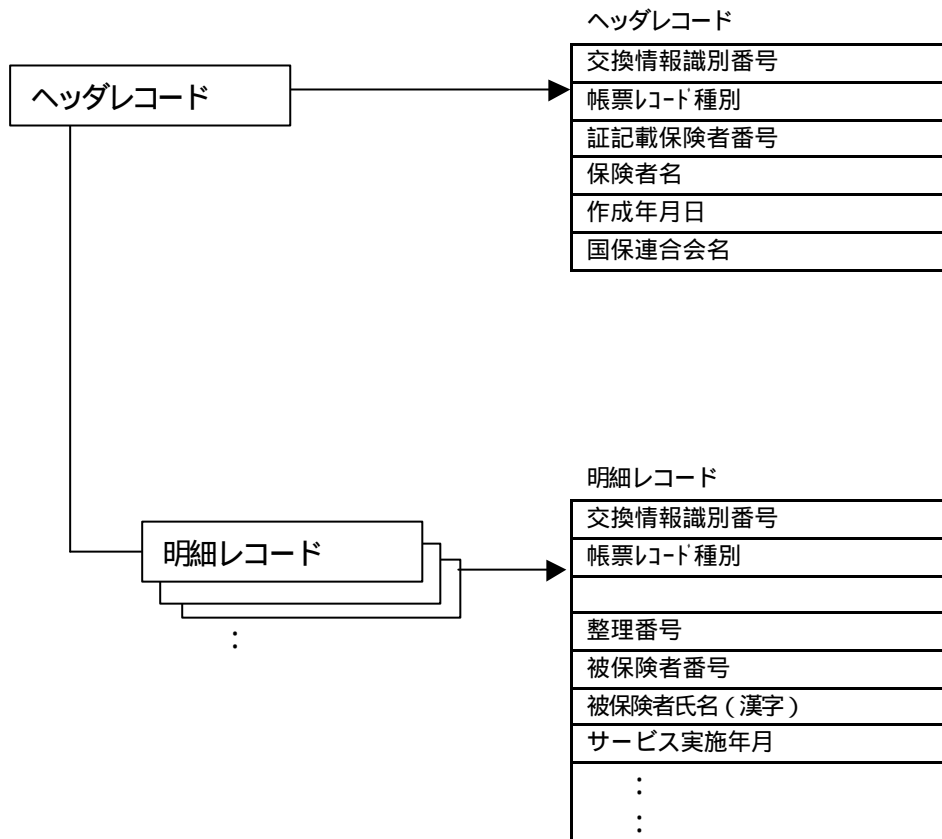 ヘッダレコード
ヘッダレコード
交換情報識別番号
帳票ﾚｺｰﾄﾞ種別
証記載保険者番号
保険者名
作成年月日
国保連合会名
明細レコード
明細レコード
：
交換情報識別番号
帳票ﾚｺｰﾄﾞ種別
整理番号
被保険者番号
被保険者氏名(漢字)
サービス実施年月
：
：